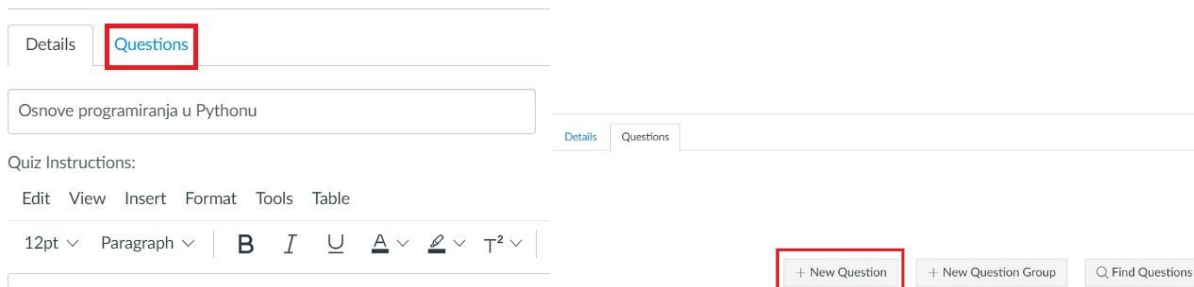 Details Questions
Osnove programiranja u Pythonu
Quiz Instructions:
Edit View Insert Format Tools Table
12pt Paragraph B I U A T²
Details Questions
+ New Question + New Question Group Find Questions